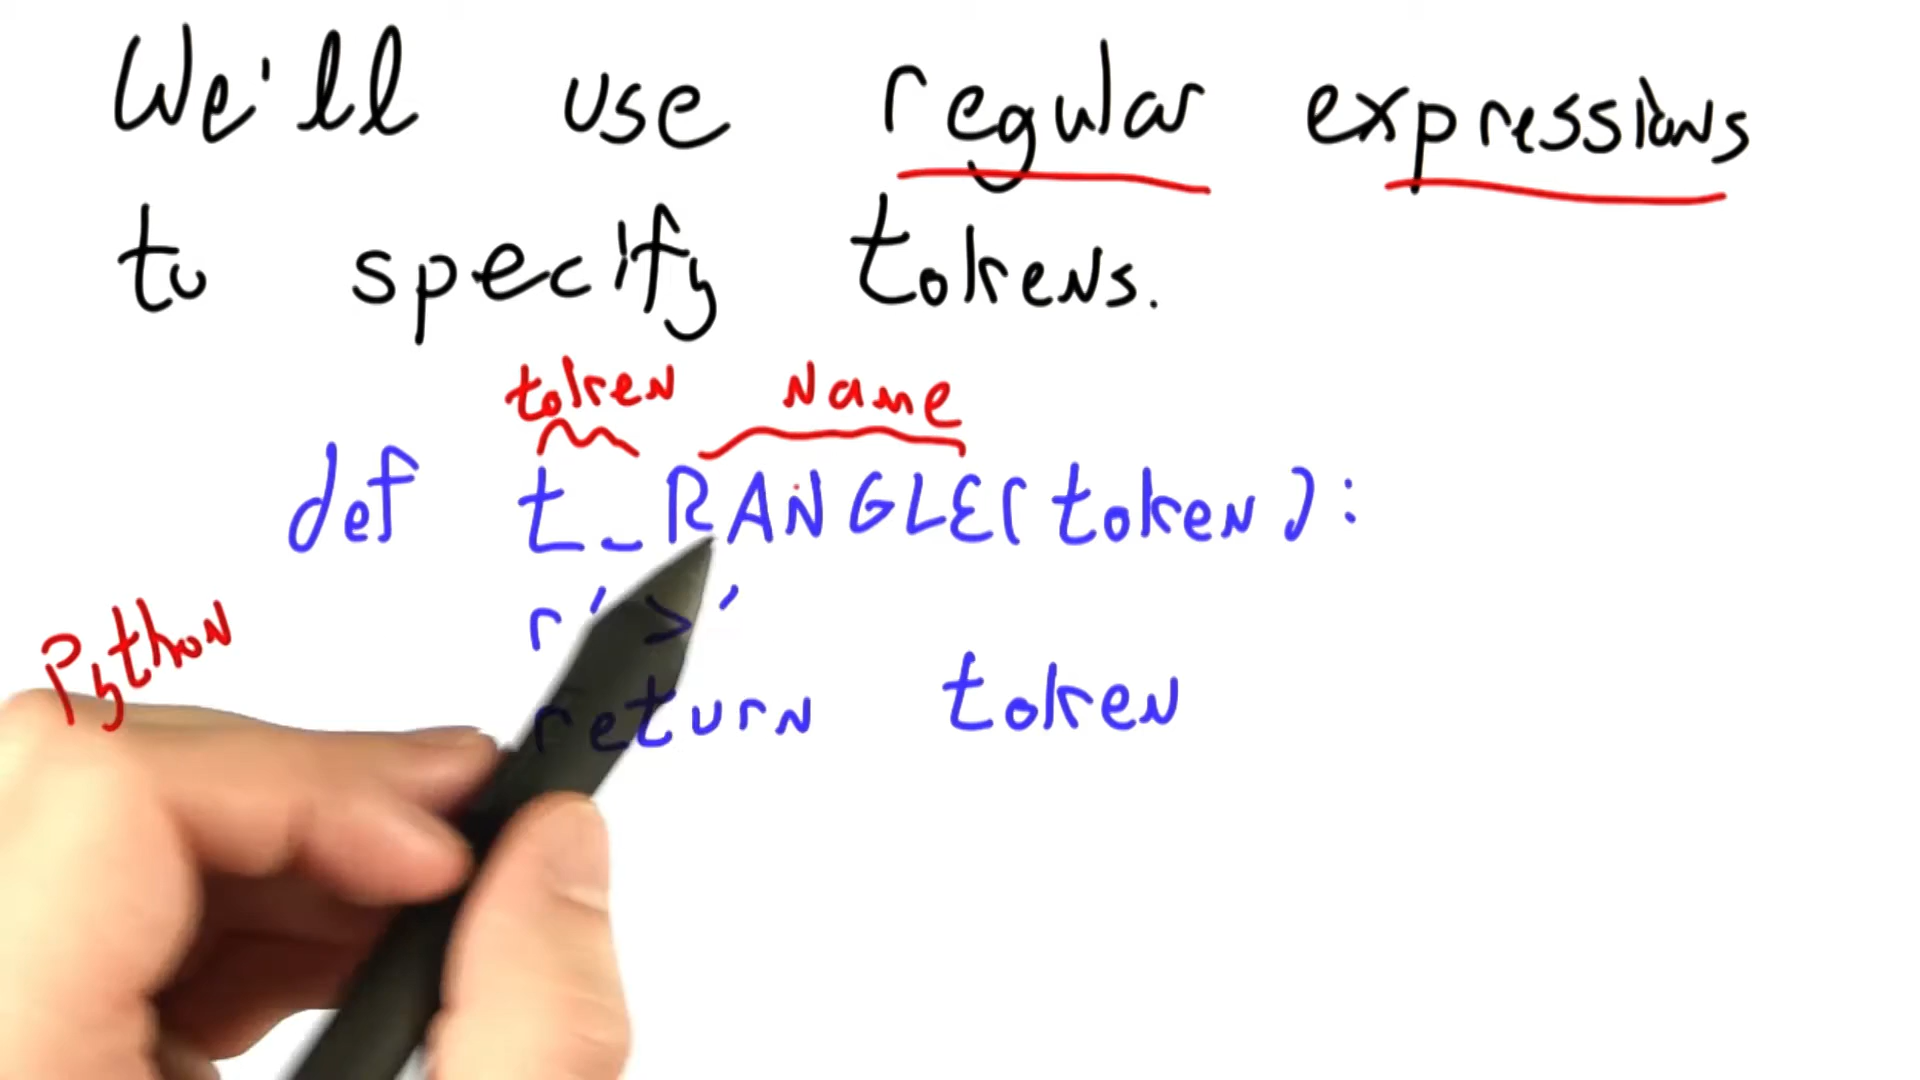 We'll use regular expressions
to specify tokens.
token Name
def t_RANGLE(token):
r'>'
Python
return token